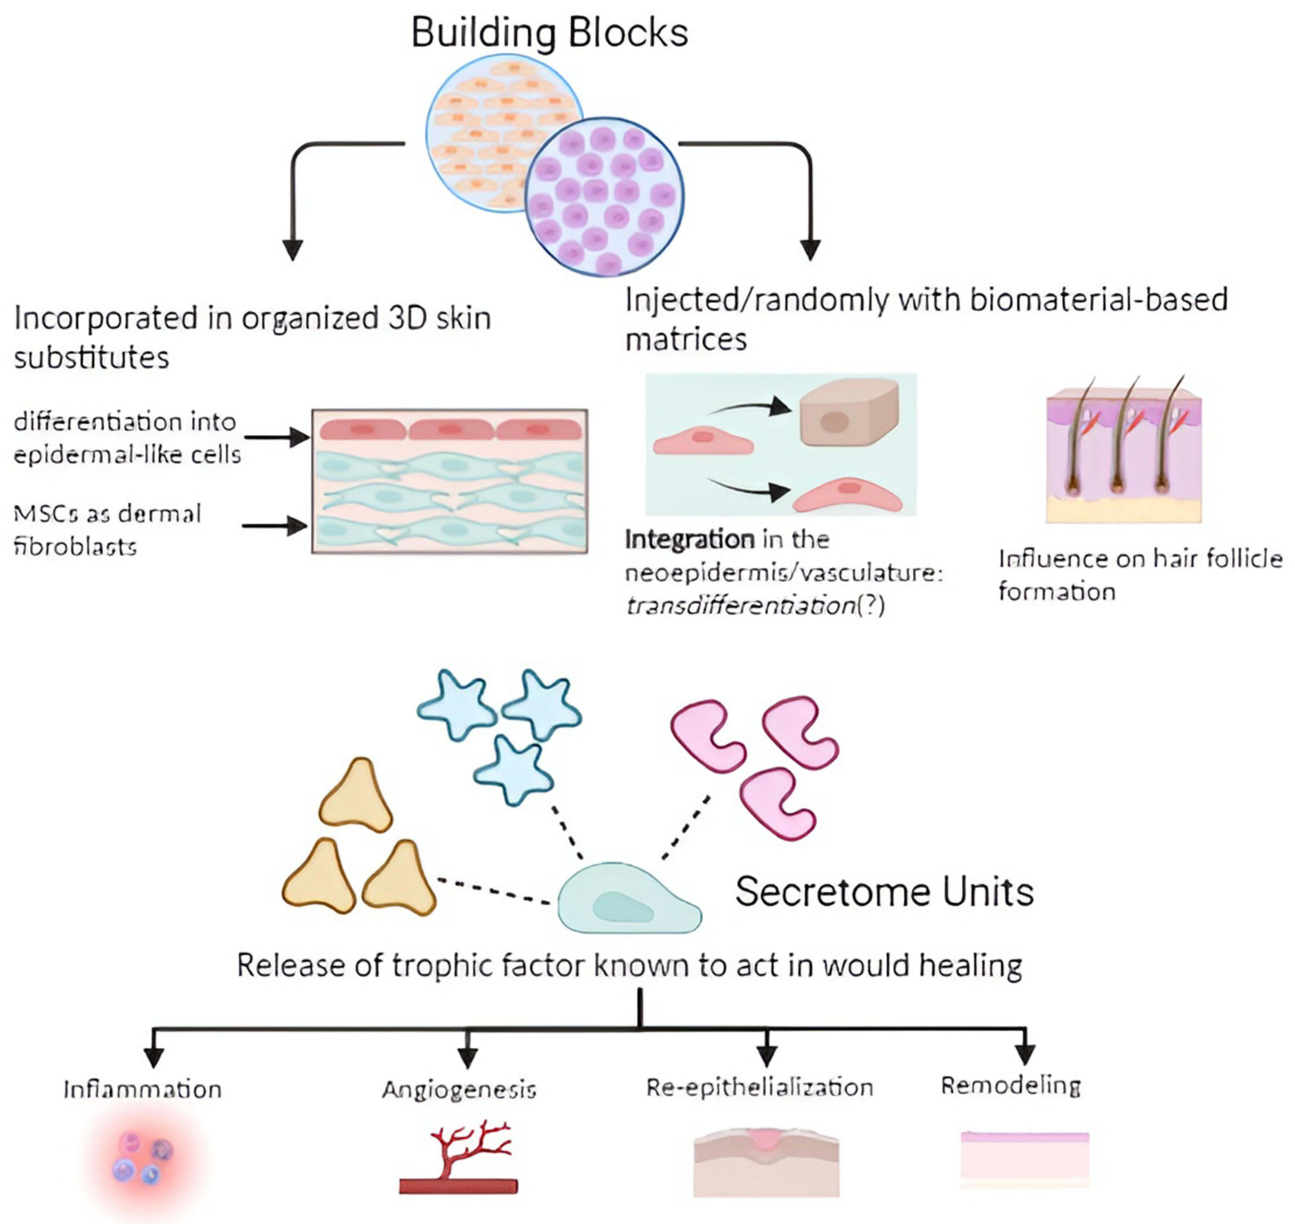 Building Blocks
Incorporated in organized 3D skin
substitutes
differentiation into
epidermal-like cells
MSCs as dermal
fibroblasts
Injected/randomly with biomaterial-based
matrices
Integration in the
neoepidermis/vasculature:
transdifferentiation(?)
Influence on hair follicle
formation
Secretome Units
Release of trophic factor known to act in would healing
Inflammation
Angiogenesis
Re-epithelialization
Remodeling